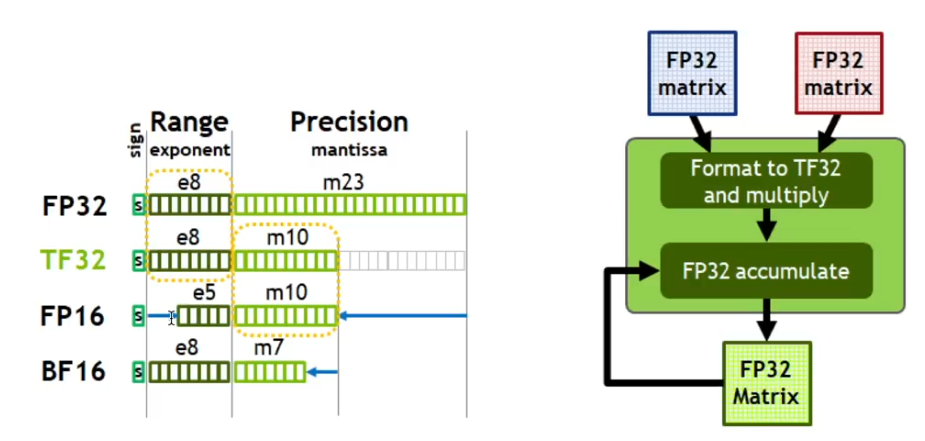 sign
Range
exponent
Precision
mantissa
FP32
s
e8
m23
TF32
s
e8
m10
FP16
s
e5
m10
BF16
s
e8
m7
FP32
matrix
FP32
matrix
Format to TF32
and multiply
FP32 accumulate
FP32
Matrix